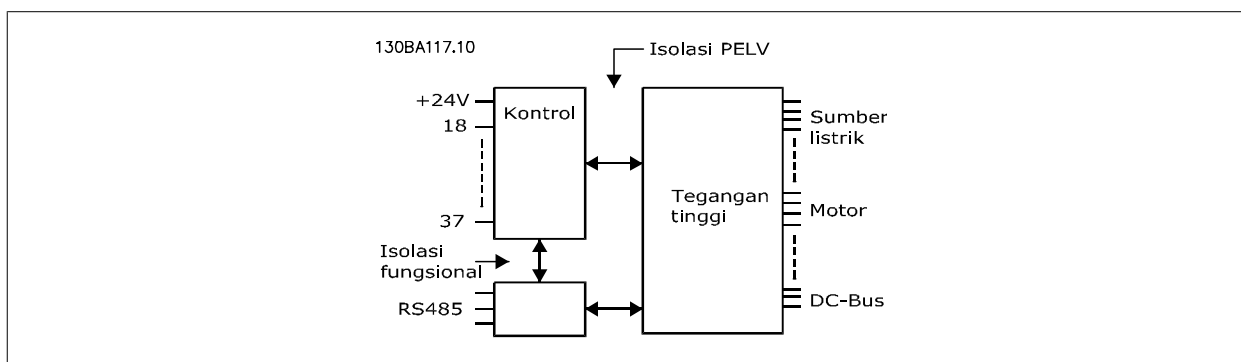 130BA117.10
Isolasi PELV
+24V
18
37
Kontrol
Tegangan
tinggi
Sumber
listrik
Motor
DC-Bus
Isolasi
fungsional
RS485